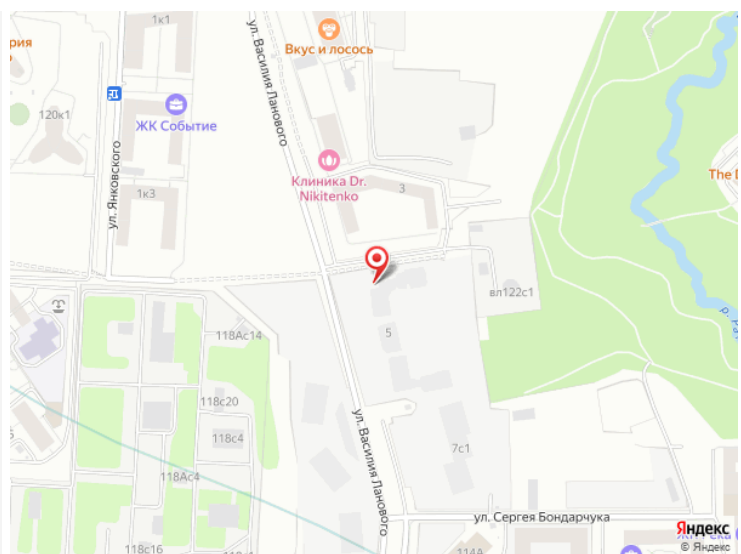 1к1
Вкус и лосось
рия
120к1
ЖК Событие
ул. Василия Ланового
ул. Янковского
1к3
Клиника Dr.
Nikitenko
3
The D
вл122с1
р. Ра
118Ас14
5
118с20
118с4
118Ас4
ул. Василия Ланового
7с1
ул. Сергея Бондарчука
118с16
114А
Яндекс
© Яндекс